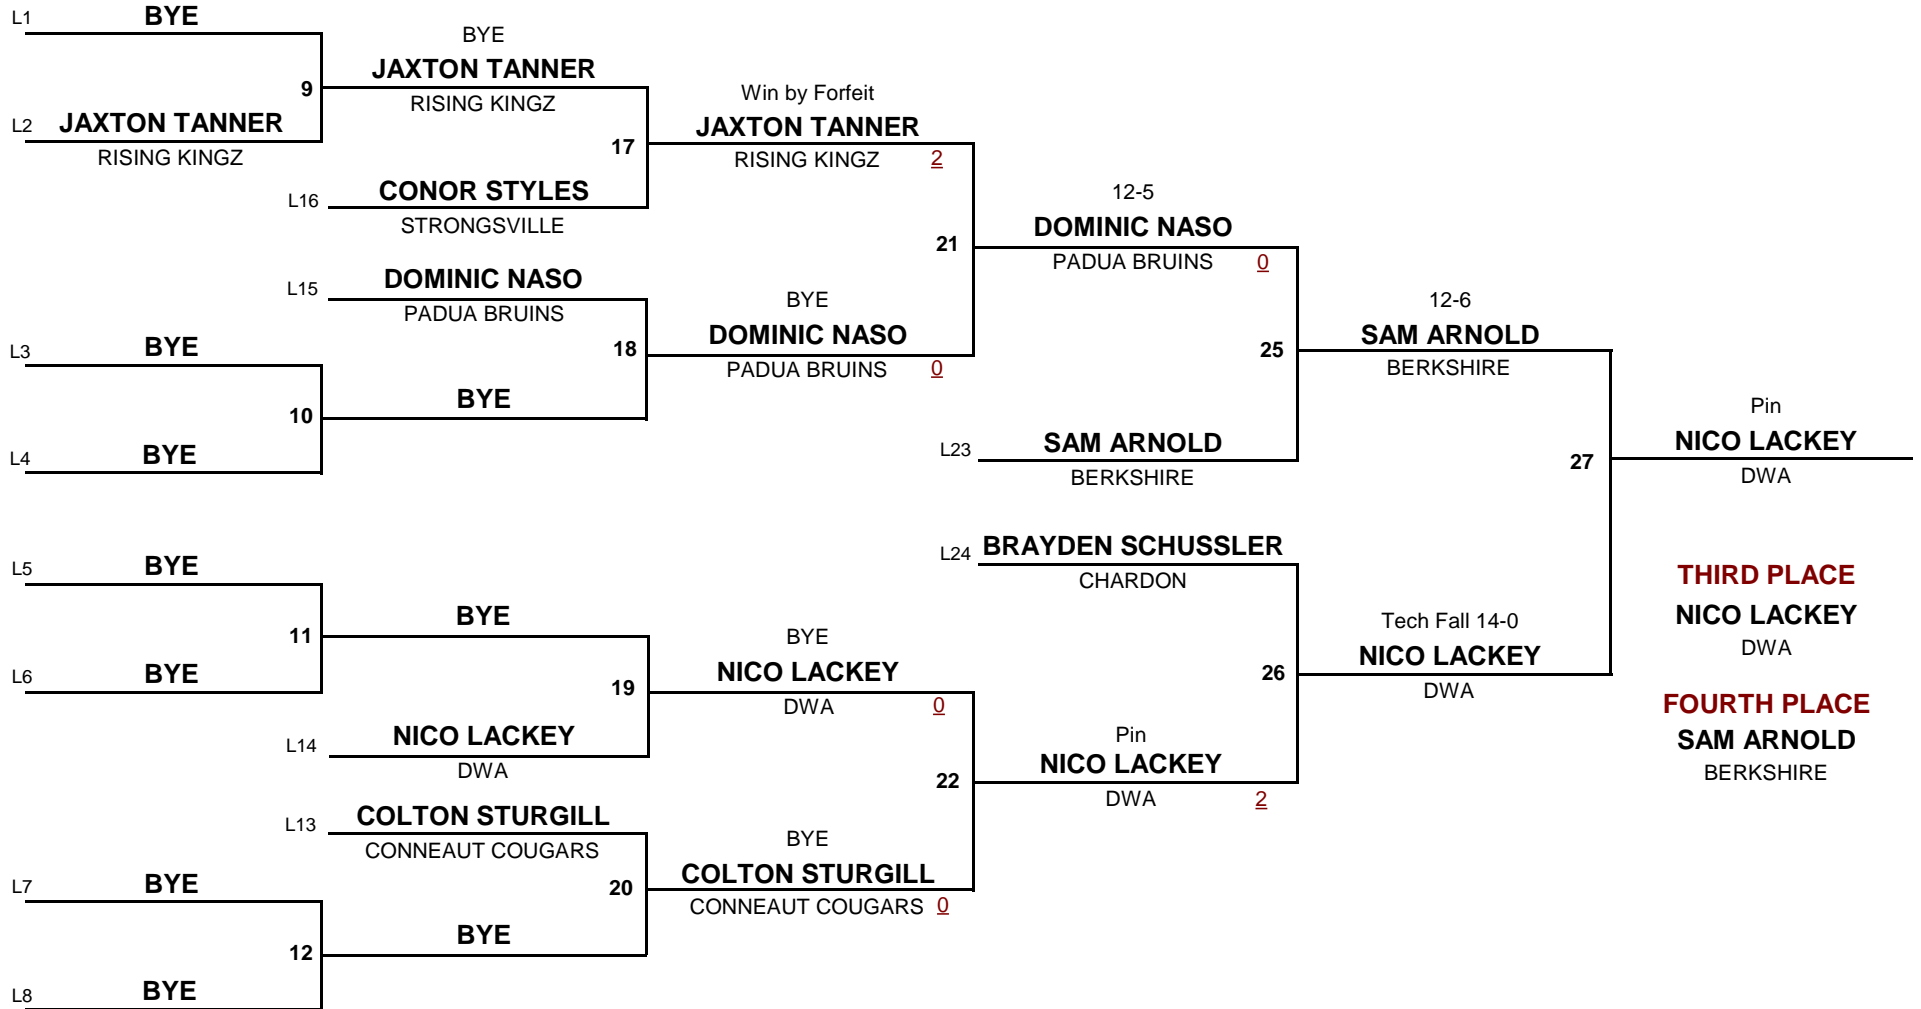 L1 BYE
9
L2 JAXTON TANNER
RISING KINGZ
BYE
JAXTON TANNER
RISING KINGZ
17
L16 CONOR STYLES
STRONGSVILLE
Win by Forfeit
JAXTON TANNER
RISING KINGZ 2
21
L15 DOMINIC NASO
PADUA BRUINS
18
L3 BYE
10
L4 BYE
BYE
BYE
DOMINIC NASO
PADUA BRUINS 0
12-5
DOMINIC NASO
PADUA BRUINS 0
25
L23 SAM ARNOLD
BERKSHIRE
12-6
SAM ARNOLD
BERKSHIRE
27
Pin
NICO LACKEY
DWA
L5 BYE
11
L6 BYE
BYE
19
L14 NICO LACKEY
DWA
BYE
NICO LACKEY
DWA 0
22
L13 COLTON STURGILL
CONNEAUT COUGARS
20
L7 BYE
12
L8 BYE
BYE
BYE
COLTON STURGILL
CONNEAUT COUGARS 0
L24 BRAYDEN SCHUSSLER
CHARDON
26
Pin
NICO LACKEY
DWA 2
Tech Fall 14-0
NICO LACKEY
DWA
THIRD PLACE
NICO LACKEY
DWA
FOURTH PLACE
SAM ARNOLD
BERKSHIRE